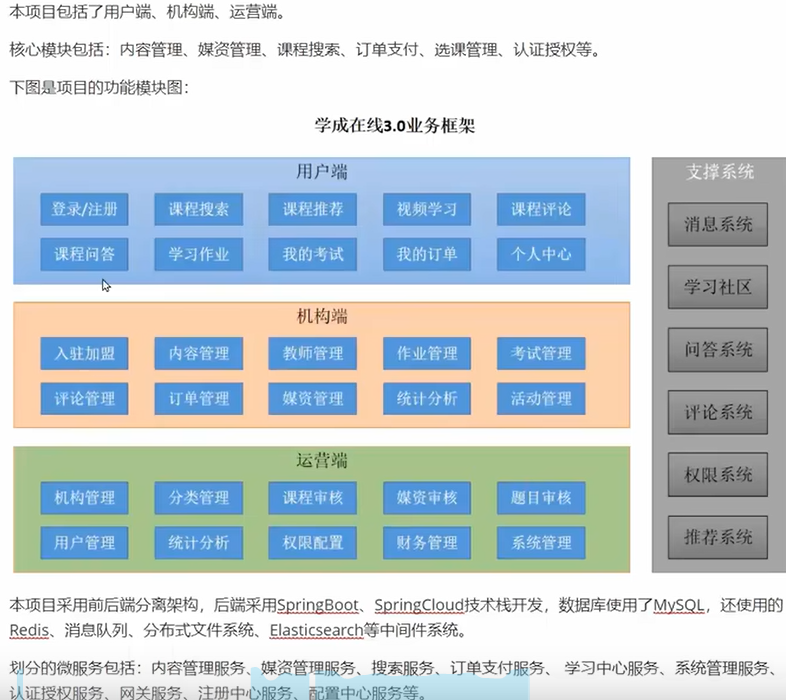 本项目包括了用户端、机构端、运营端。
核心模块包括：内容管理、媒资管理、课程搜索、订单支付、选课管理、认证授权等。
下图是项目的功能模块图：
学成在线3.0业务框架
用户端
登录/注册 课程搜索 课程推荐 视频学习 课程评论
课程问答 学习作业 我的考试 我的订单 个人中心
机构端
入驻加盟 内容管理 教师管理 作业管理 考试管理
评论管理 订单管理 媒资管理 统计分析 活动管理
运营端
机构管理 分类管理 课程审核 媒资审核 题目审核
用户管理 统计分析 权限配置 财务管理 系统管理
支撑系统
消息系统
学习社区
问答系统
评论系统
权限系统
推荐系统
本项目采用前后端分离架构，后端采用SpringBoot、SpringCloud技术栈开发，数据库使用了MySQL，还使用的
Redis、消息队列、分布式文件系统、Elasticsearch等中间件系统。
划分的微服务包括：内容管理服务、媒资管理服务、搜索服务、订单支付服务、 学习中心服务、系统管理服务、
认证授权服务、网关服务、注册中心服务、配置中心服务等。